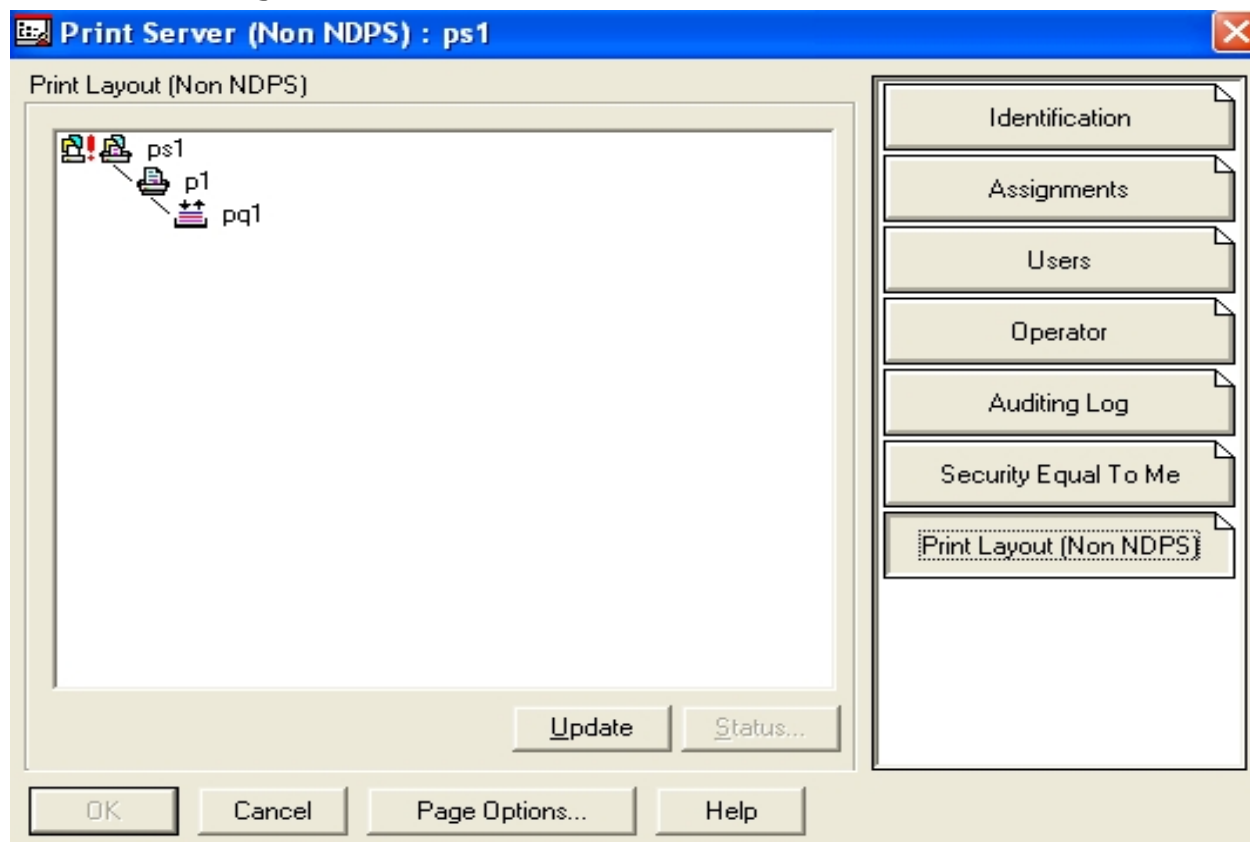 Print Server (Non NDPS) : ps1
Print Layout (Non NDPS)
ps1
p1
pq1
Update
Status...
OK
Cancel
Page Options...
Help
Identification
Assignments
Users
Operator
Auditing Log
Security Equal To Me
Print Layout (Non NDPS)